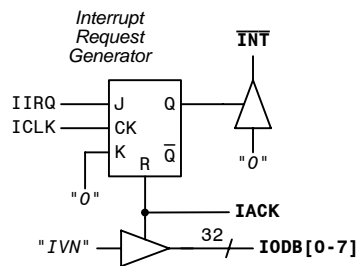 Interrupt
Request
Generator
INT
IIRQ
J
Q
ICLK
CK
K
Q
R
"0"
"0"
IACK
"IVN"
32
IODB[0-7]